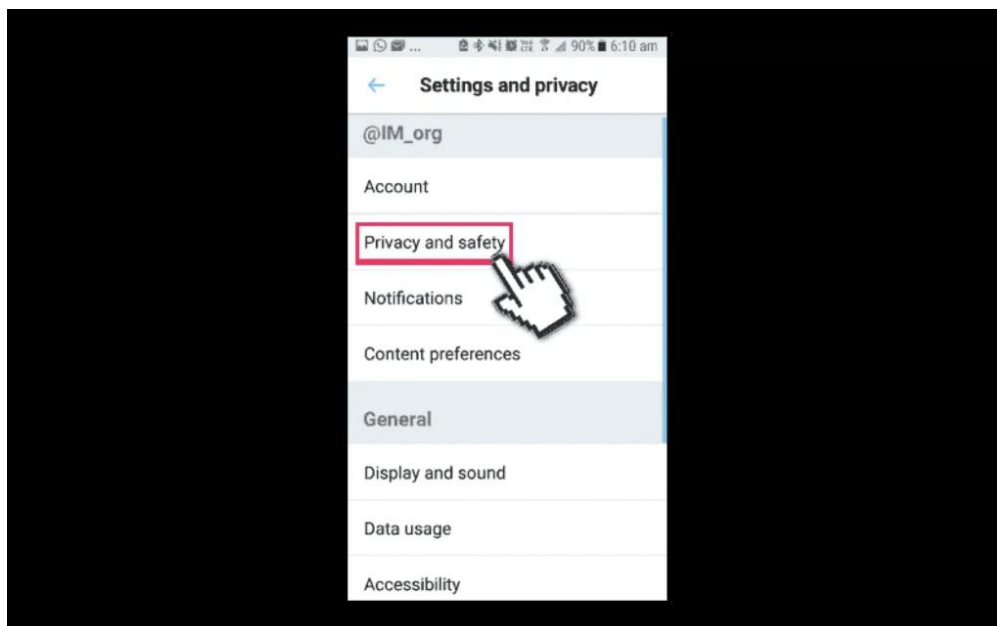 ... 90% 6:10 am
Settings and privacy
@IM_org
Account
Privacy and safety
Notifications
Content preferences
General
Display and sound
Data usage
Accessibility